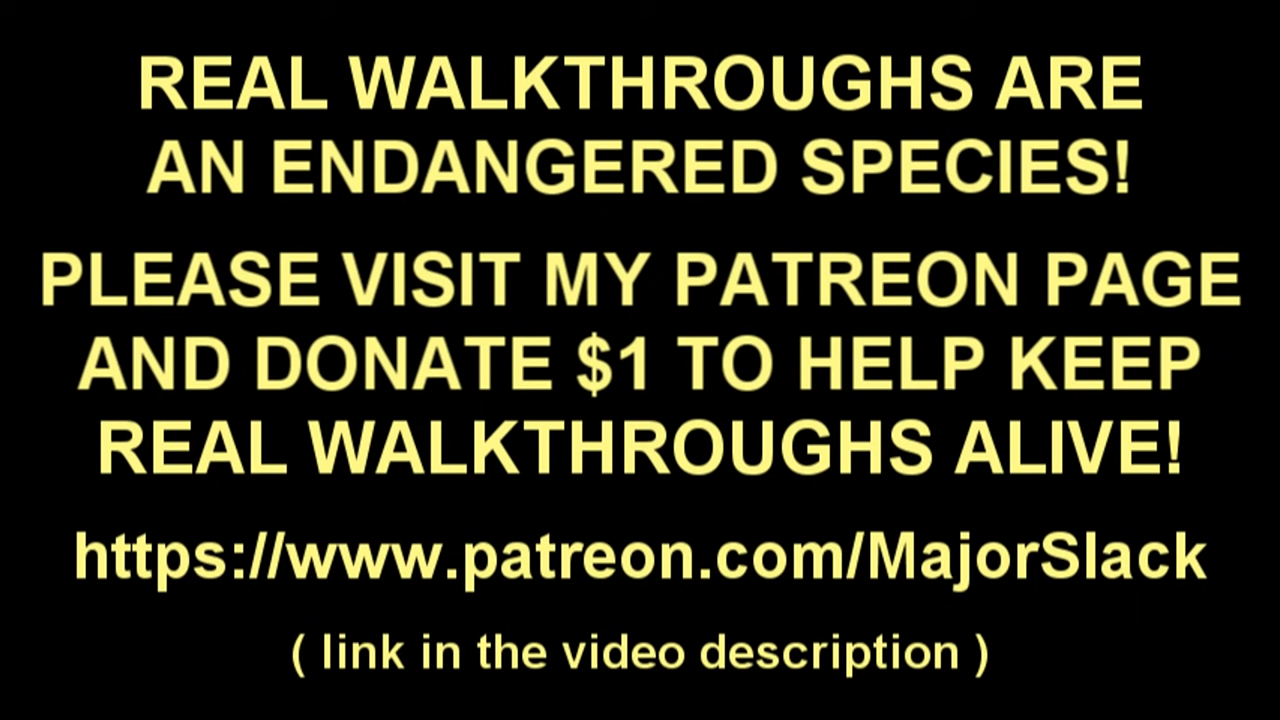 REAL WALKTHROUGHS ARE
AN ENDANGERED SPECIES!
PLEASE VISIT MY PATREON PAGE
AND DONATE $1 TO HELP KEEP
REAL WALKTHROUGHS ALIVE!
https://www.patreon.com/MajorSlack
( link in the video description )